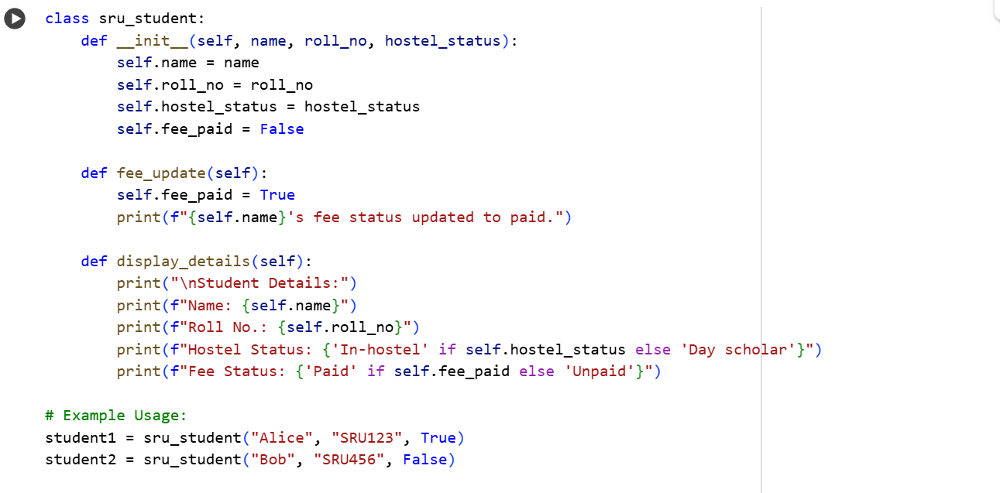 class sru_student:
    def __init__(self, name, roll_no, hostel_status):
        self.name = name
        self.roll_no = roll_no
        self.hostel_status = hostel_status
        self.fee_paid = False

    def fee_update(self):
        self.fee_paid = True
        print(f"{self.name}'s fee status updated to paid.")

    def display_details(self):
        print("\nStudent Details:")
        print(f"Name: {self.name}")
        print(f"Roll No.: {self.roll_no}")
        print(f"Hostel Status: {'In-hostel' if self.hostel_status else 'Day scholar'}")
        print(f"Fee Status: {'Paid' if self.fee_paid else 'Unpaid'}")

# Example Usage:
student1 = sru_student("Alice", "SRU123", True)
student2 = sru_student("Bob", "SRU456", False)